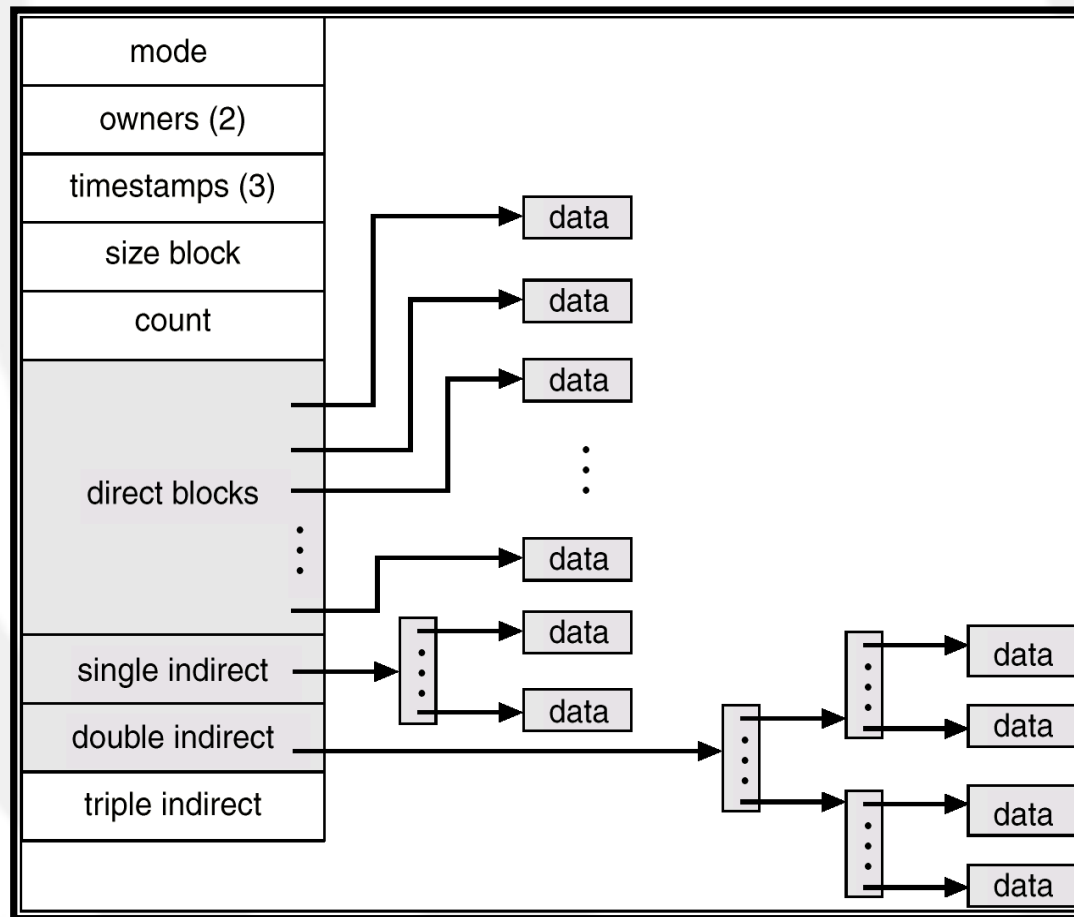 mode
owners (2)
timestamps (3)
size block
count
direct blocks
single indirect
double indirect
triple indirect
data
data
data
data
data
data
data
data
data
data